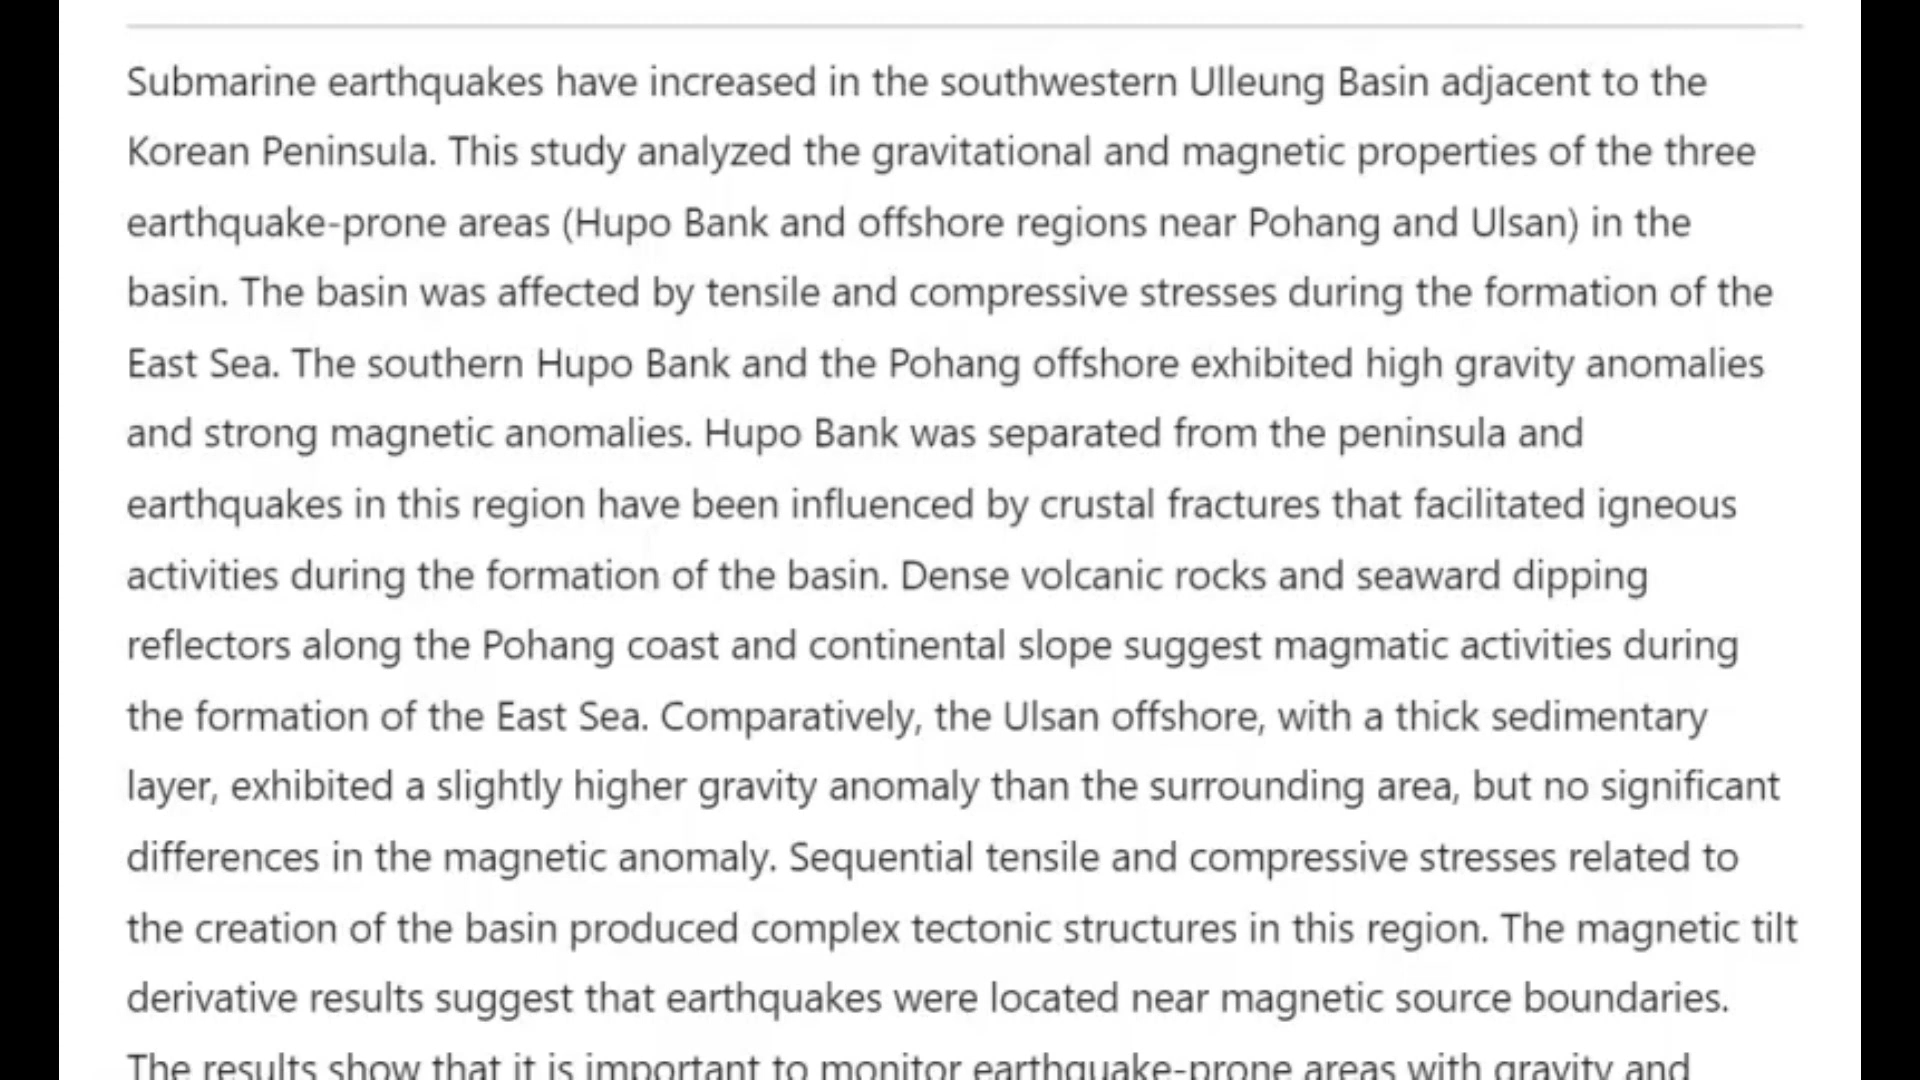 Submarine earthquakes have increased in the southwestern Ulleung Basin adjacent to the
Korean Peninsula. This study analyzed the gravitational and magnetic properties of the three
earthquake-prone areas (Hupo Bank and offshore regions near Pohang and Ulsan) in the
basin. The basin was affected by tensile and compressive stresses during the formation of the
East Sea. The southern Hupo Bank and the Pohang offshore exhibited high gravity anomalies
and strong magnetic anomalies. Hupo Bank was separated from the peninsula and
earthquakes in this region have been influenced by crustal fractures that facilitated igneous
activities during the formation of the basin. Dense volcanic rocks and seaward dipping
reflectors along the Pohang coast and continental slope suggest magmatic activities during
the formation of the East Sea. Comparatively, the Ulsan offshore, with a thick sedimentary
layer, exhibited a slightly higher gravity anomaly than the surrounding area, but no significant
differences in the magnetic anomaly. Sequential tensile and compressive stresses related to
the creation of the basin produced complex tectonic structures in this region. The magnetic tilt
derivative results suggest that earthquakes were located near magnetic source boundaries.
The results show that it is important to monitor earthquake-prone areas with gravity and